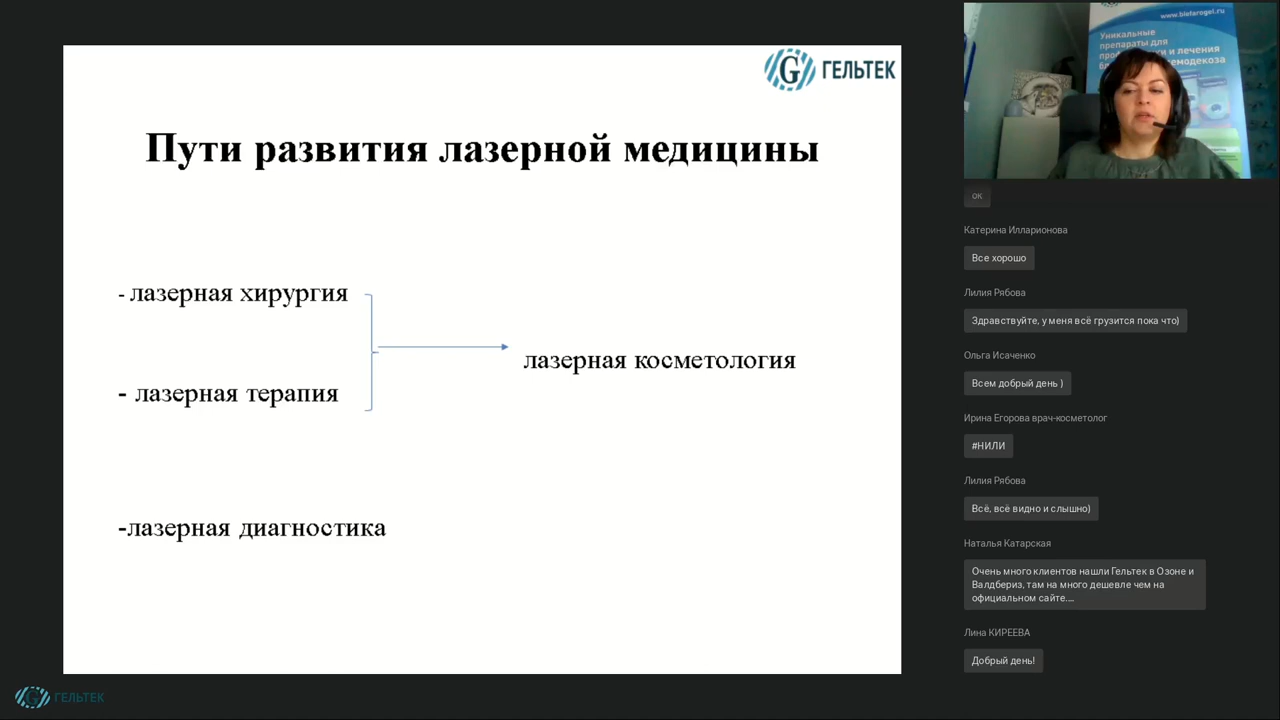 ГЕЛЬТЕК
Пути развития лазерной медицины
- лазерная хирургия
лазерная косметология
- лазерная терапия
-лазерная диагностика
ГЕЛЬТЕК
www.biofarogel.ru
Уникальные
препараты для
и лечения
ок
Катерина Илларионова
Все хорошо
Лилия Рябова
Здравствуйте, у меня всё грузится пока что)
Ольга Исаченко
Всем добрый день )
Ирина Егорова врач-косметолог
#НИЛИ
Лилия Рябова
Всё, всё видно и слышно)
Наталья Катарская
Очень много клиентов нашли Гельтек в Озоне и
Валдбериз, там на много дешевле чем на
официальном сайте....
Лина КИРЕЕВА
Добрый день!